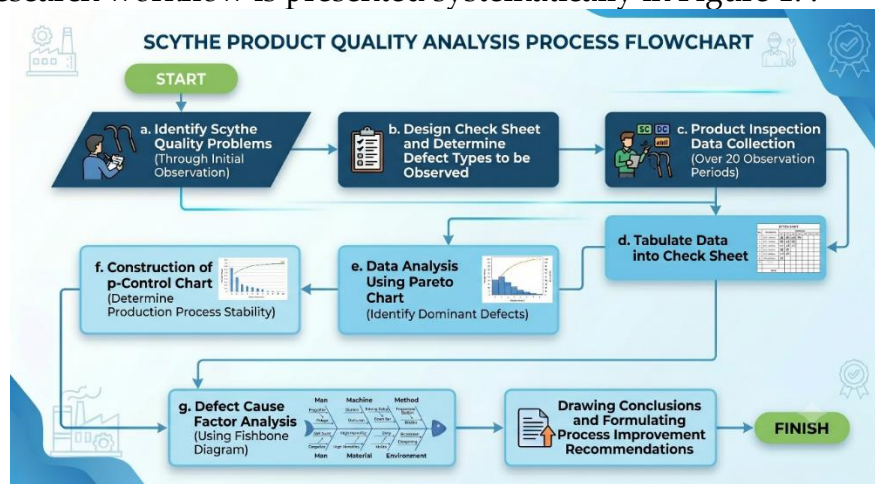 research workflow is presented systematically in Figure 1. .
SCYTHE PRODUCT QUALITY ANALYSIS PROCESS FLOWCHART
START
a. Identify Scythe
Quality Problems
(Through Initial
Observation)
b. Design Check Sheet
and Determine
Defect Types to be
Observed
c. Product Inspection
Data Collection
(Over 20 Observation
Periods)
d. Tabulate Data
into Check Sheet
e. Data Analysis
Using Pareto
Chart
(Identify Dominant Defects)
f. Construction of
p-Control Chart
(Determine
Production Process Stability)
g. Defect Cause
Factor Analysis
(Using Fishbone
Diagram)
Man Machine Method
Man Material Environment
Drawing Conclusions
and Formulating
Process Improvement
Recommendations
FINISH